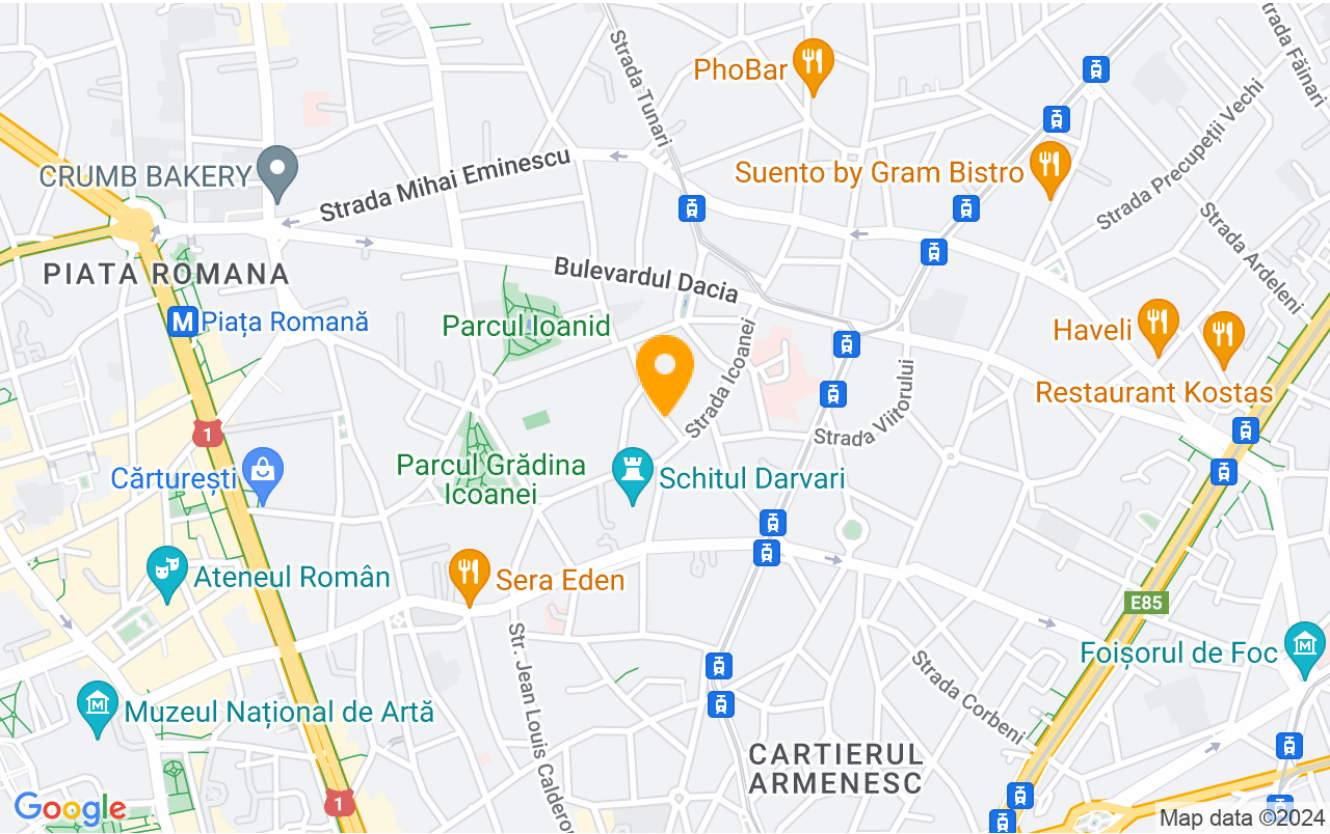 Strada Făinari
Strada Tunari
PhoBar
Strada Precupeții Vechi
CRUMB BAKERY
Strada Mihai Eminescu
Suento by Gram Bistro
Strada Ardeleni
PIATA ROMANA
Bulevardul Dacia
M
Piața Romană
Parcul Ioanid
Haveli
Strada Icoanei
Restaurant Kostas
Strada Viitorului
1
Parcul Grădina
Icoanei
Cărturești
Schitul Darvari
Ateneul Român
Sera Eden
E85
Foișorul de Foc
Str. Jean Louis Caldero
Strada Corbeni
Muzeul Național de Artă
CARTIERUL
ARMENESC
1
Google
Map data ©2024